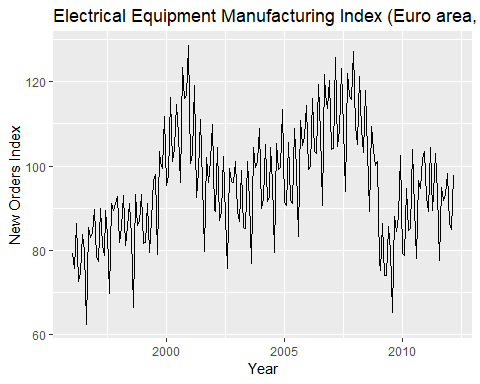 Electrical Equipment Manufacturing Index (Euro area,
120
100
80
60
New Orders Index
2000 2005 2010
Year